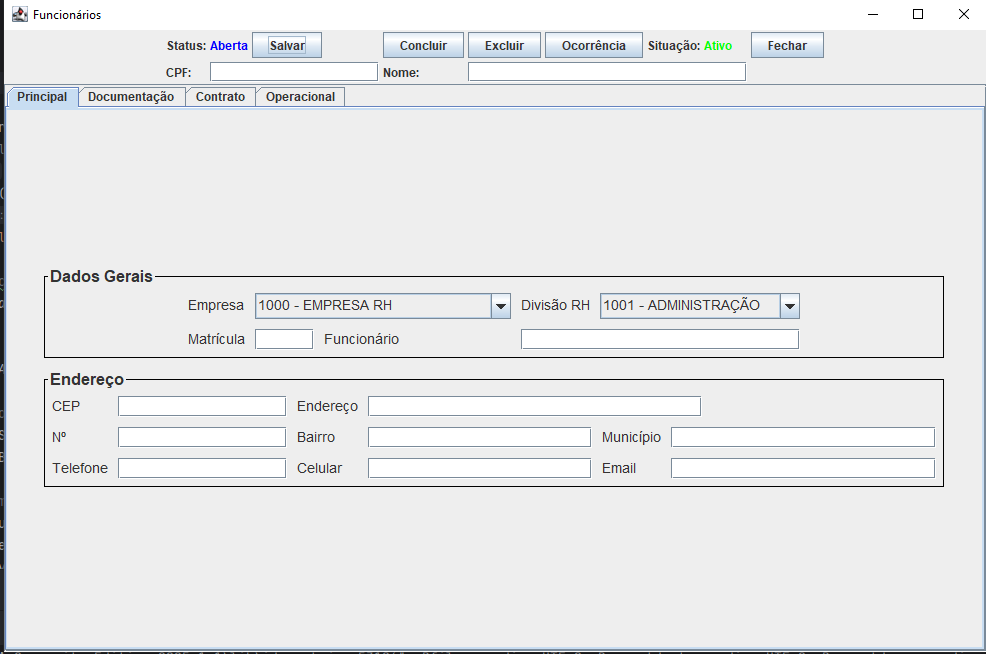 Funcionários
Status: Aberta Salvar Concluir Excluir Ocorrência Situação: Ativo Fechar
CPF: Nome:
Principal Documentação Contrato Operacional
Dados Gerais
Empresa 1000 - EMPRESA RH Divisão RH 1001 - ADMINISTRAÇÃO
Matrícula Funcionário
Endereço
CEP Endereço
Nº Bairro Município
Telefone Celular Email